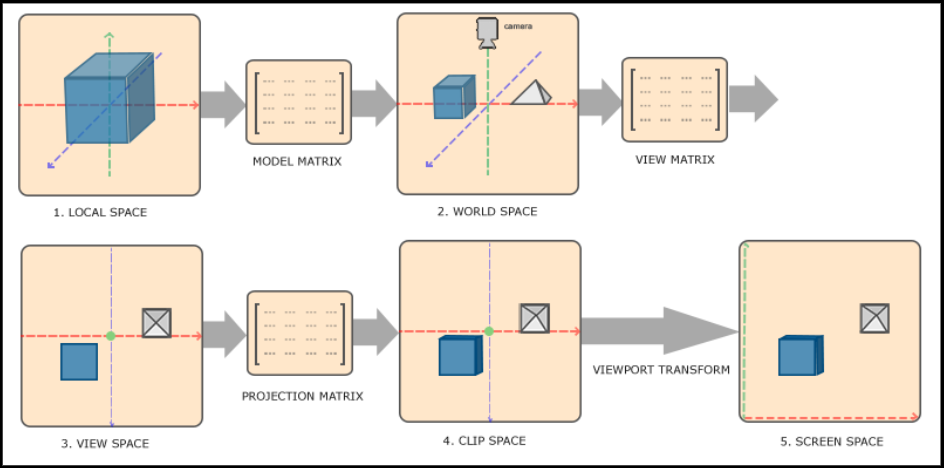 camera
MODEL MATRIX
VIEW MATRIX
1. LOCAL SPACE
2. WORLD SPACE
VIEWPORT TRANSFORM
PROJECTION MATRIX
3. VIEW SPACE
4. CLIP SPACE
5. SCREEN SPACE